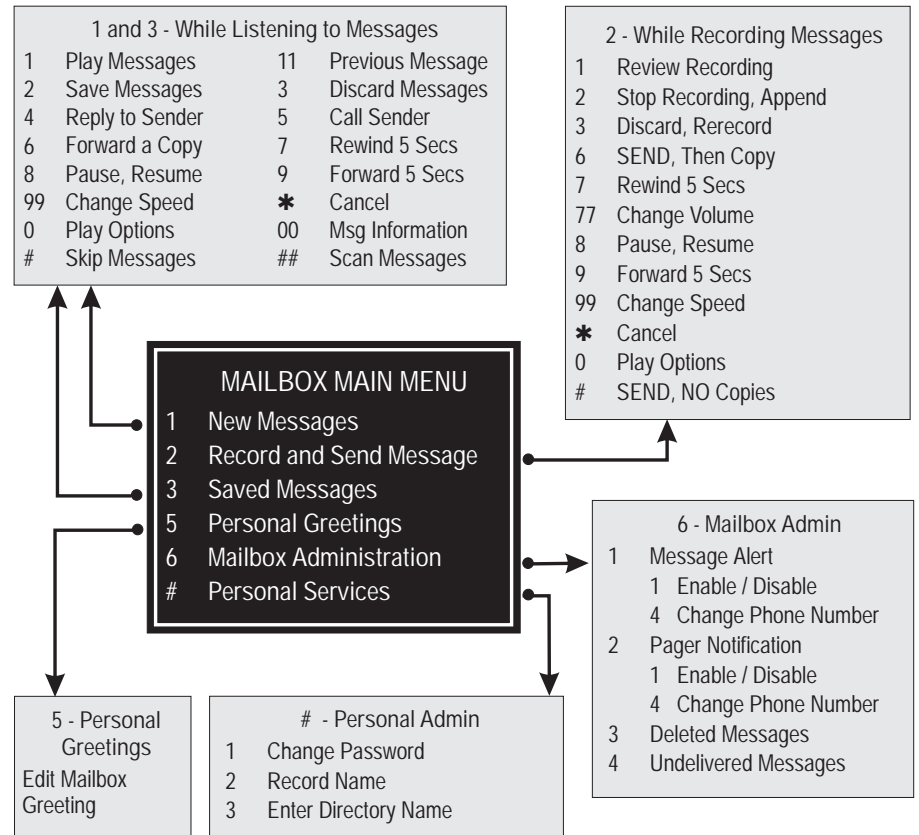 1 and 3 - While Listening to Messages
1 Play Messages 11 Previous Message
2 Save Messages 3 Discard Messages
4 Reply to Sender 5 Call Sender
6 Forward a Copy 7 Rewind 5 Secs
8 Pause, Resume 9 Forward 5 Secs
99 Change Speed ✱ Cancel
0 Play Options 00 Msg Information
# Skip Messages ## Scan Messages
2 - While Recording Messages
1 Review Recording
2 Stop Recording, Append
3 Discard, Rerecord
6 SEND, Then Copy
7 Rewind 5 Secs
77 Change Volume
8 Pause, Resume
9 Forward 5 Secs
99 Change Speed
✱ Cancel
0 Play Options
# SEND, NO Copies
MAILBOX MAIN MENU
1 New Messages
2 Record and Send Message
3 Saved Messages
5 Personal Greetings
6 Mailbox Administration
# Personal Services
6 - Mailbox Admin
1 Message Alert
1 Enable / Disable
4 Change Phone Number
2 Pager Notification
1 Enable / Disable
4 Change Phone Number
3 Deleted Messages
4 Undelivered Messages
5 - Personal
Greetings
Edit Mailbox
Greeting
# - Personal Admin
1 Change Password
2 Record Name
3 Enter Directory Name